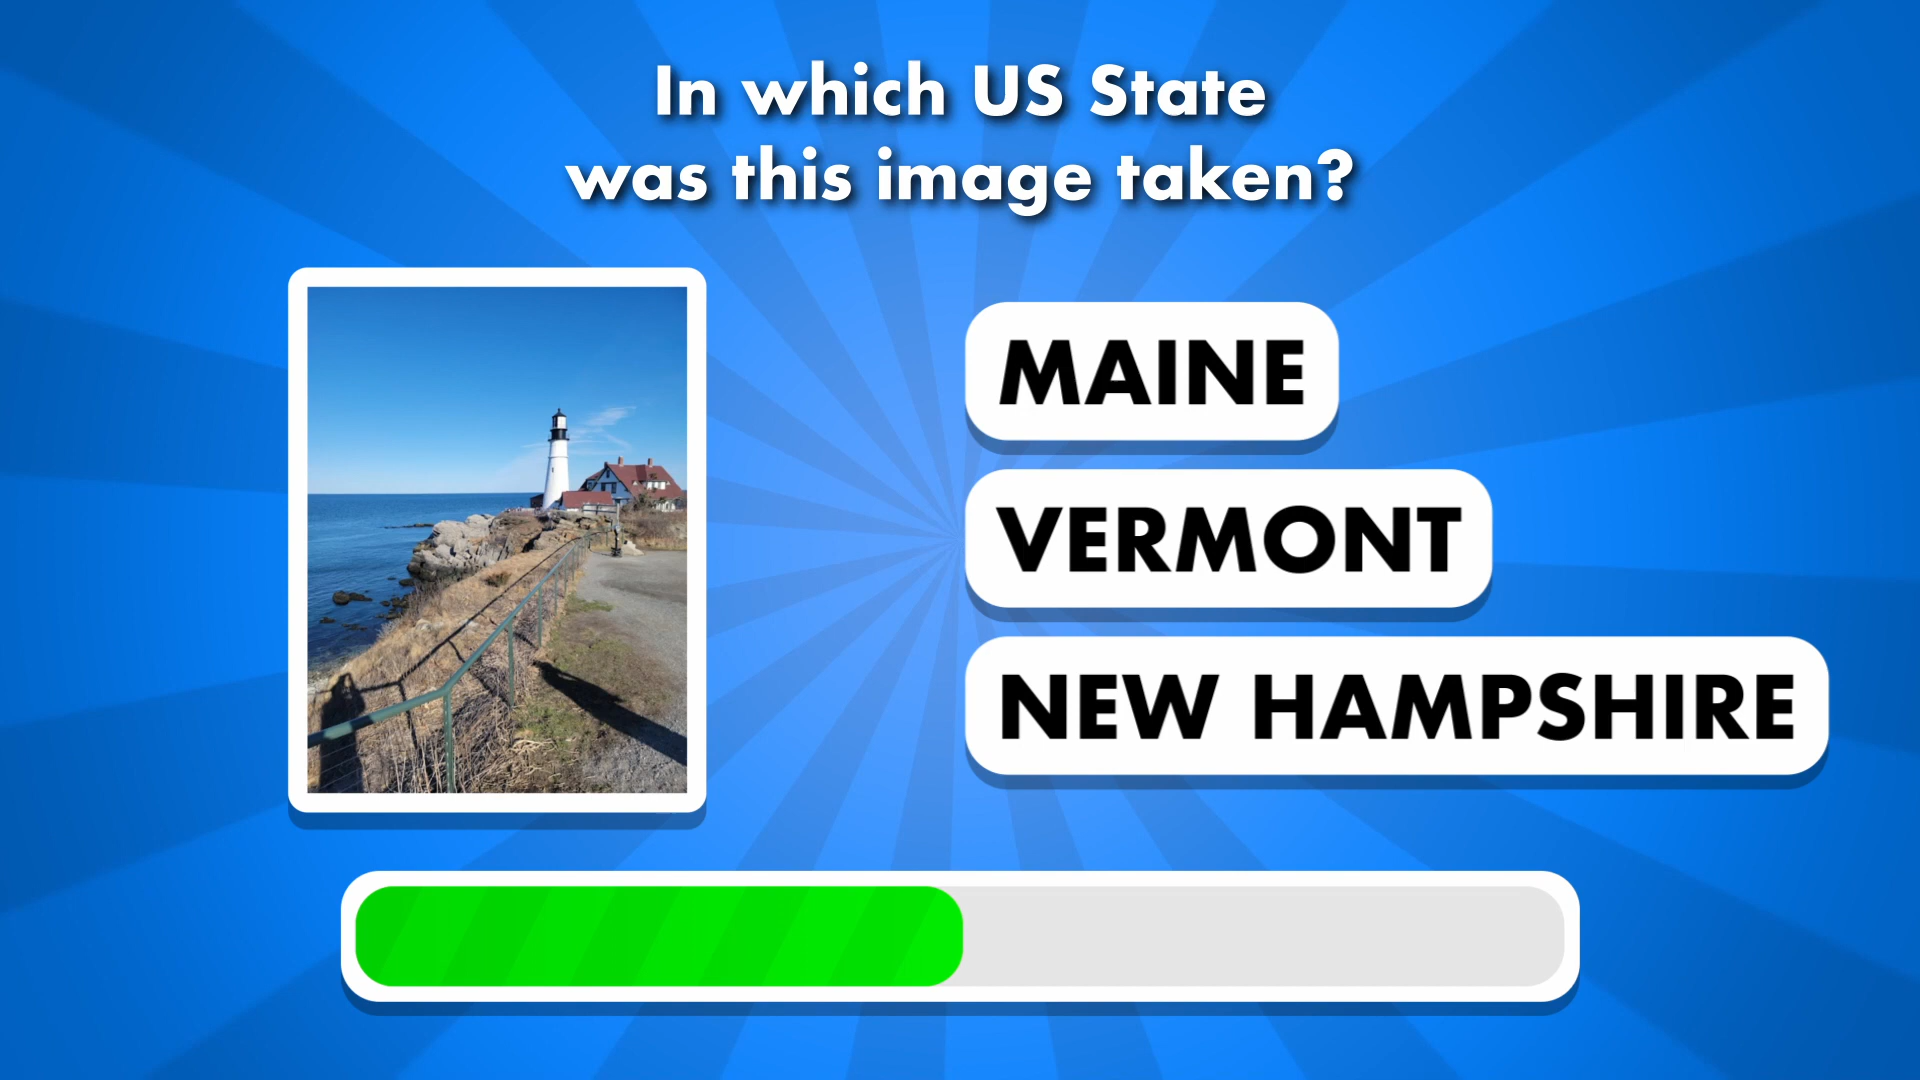 In which US State
was this image taken?
MAINE
VERMONT
NEW HAMPSHIRE